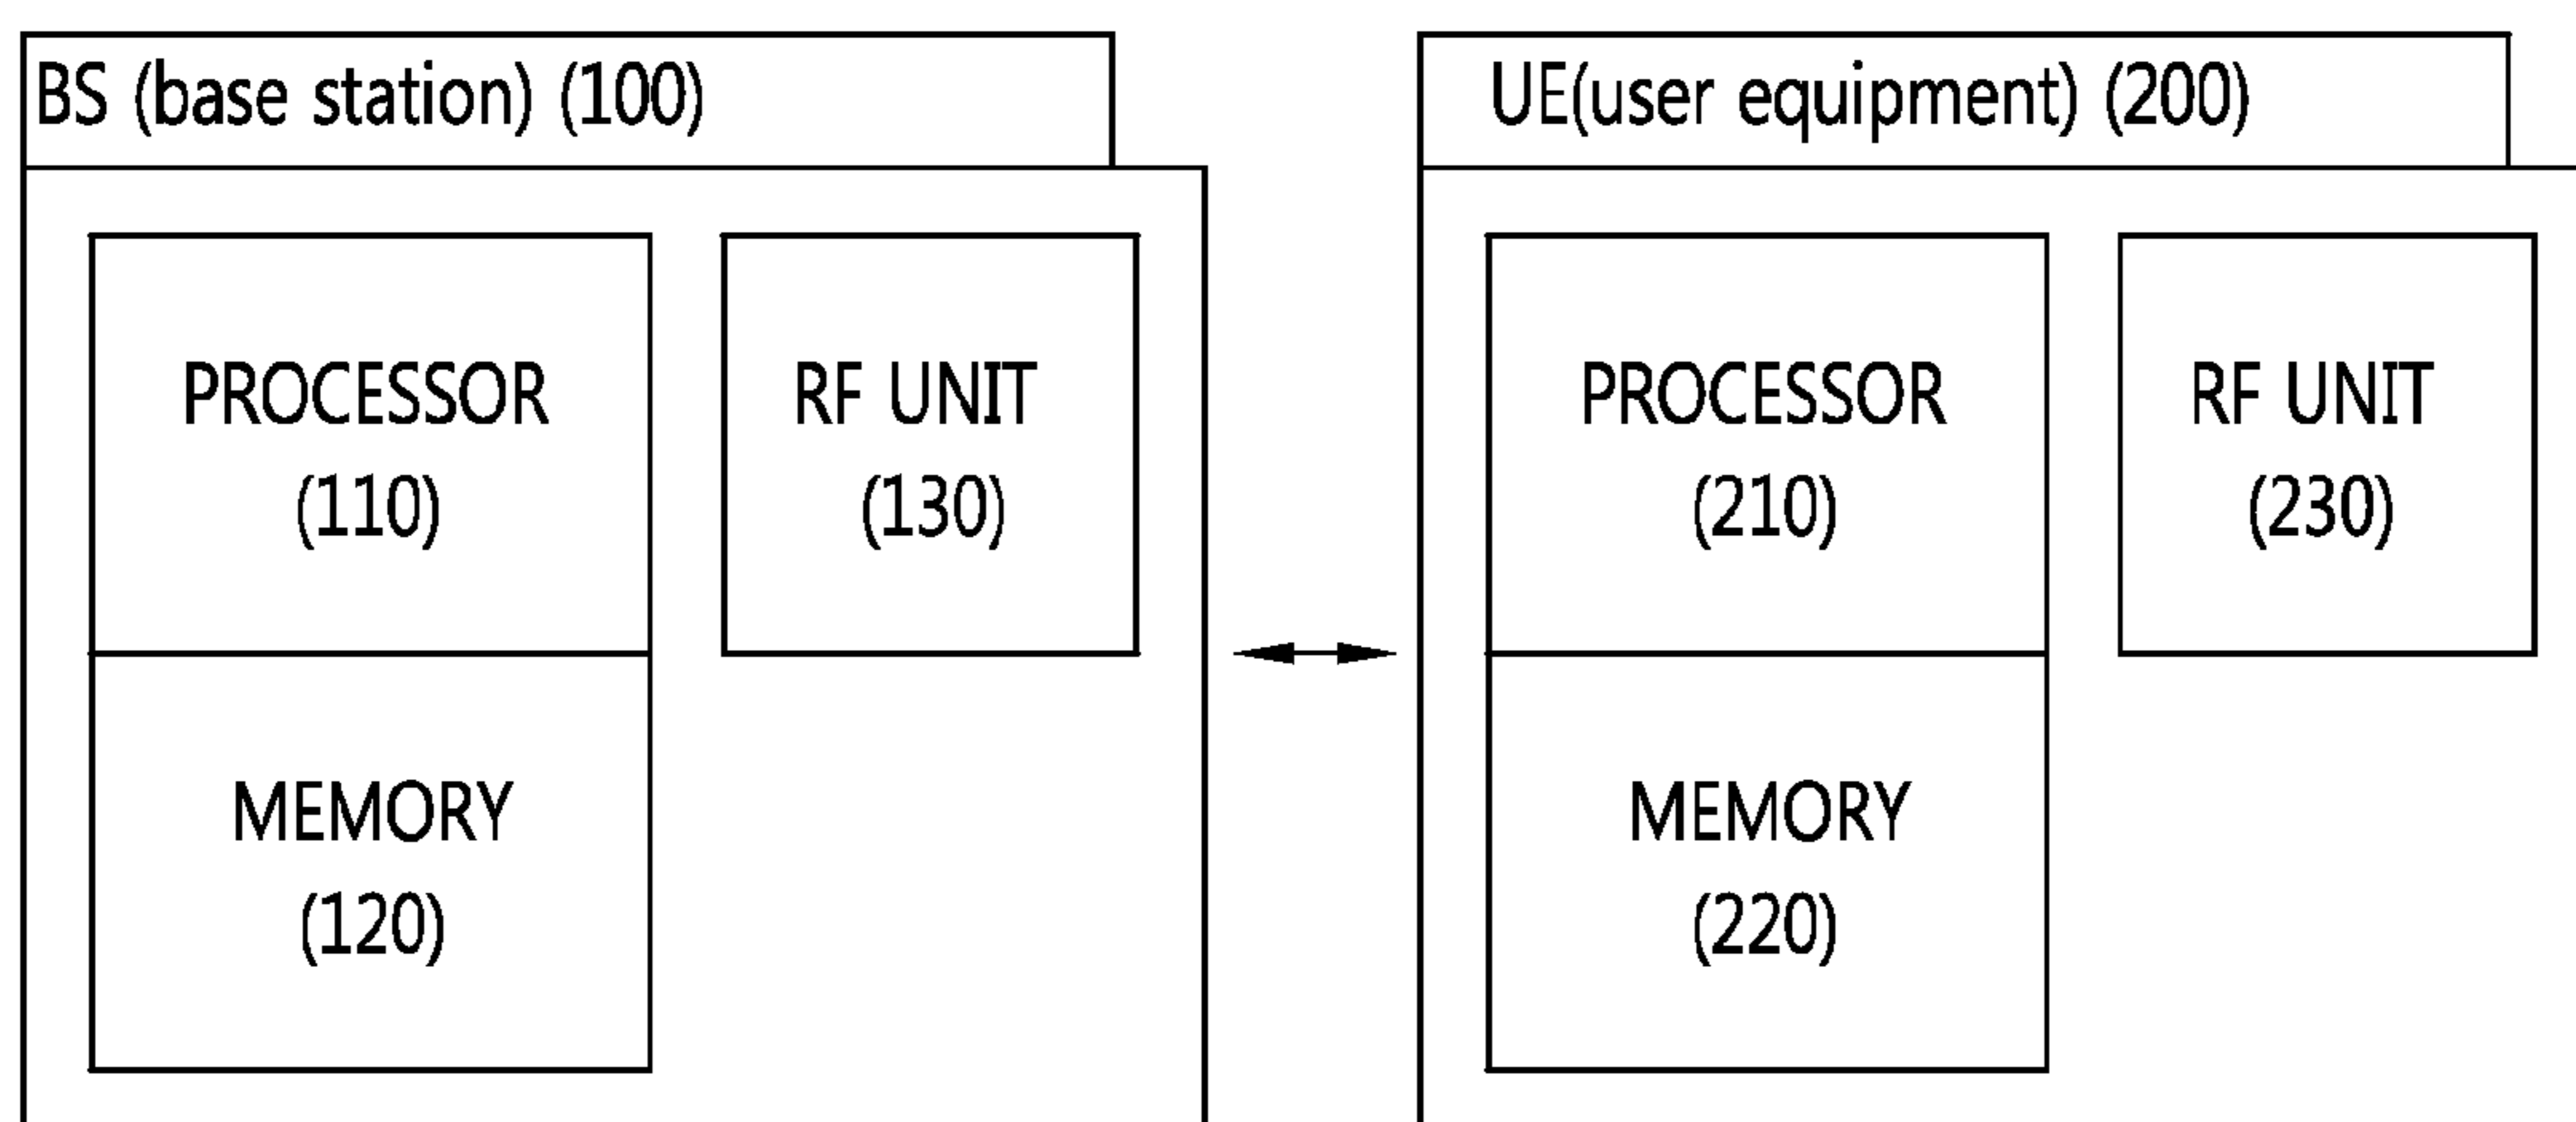 BS (base station) (100)
UE(user equipment) (200)
PROCESSOR
(110)
RF UNIT
(130)
MEMORY
(120)
PROCESSOR
(210)
RF UNIT
(230)
MEMORY
(220)